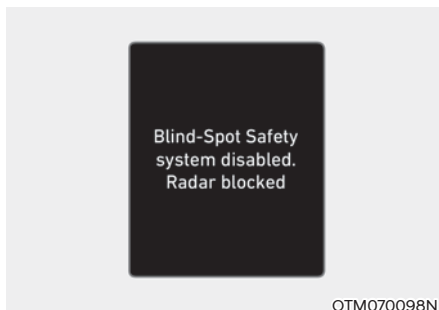 Blind-Spot Safety
system disabled.
Radar blocked
OTM070098N